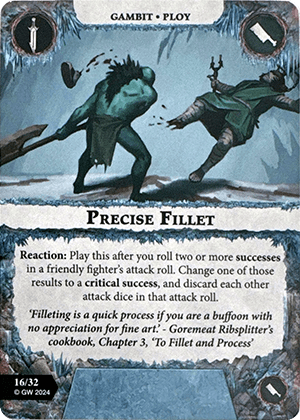 GAMBIT • PLOY
PRECISE FILLET
Reaction: Play this after you roll two or more successes
in a friendly fighter's attack roll. Change one of those
results to a critical success, and discard each other
attack dice in that attack roll.
'Filleting is a quick process if you are a buffoon with
no appreciation for fine art.' - Goremeat Ribsplitter's
cookbook, Chapter 3, 'To Fillet and Process'
16/32
© GW 2024